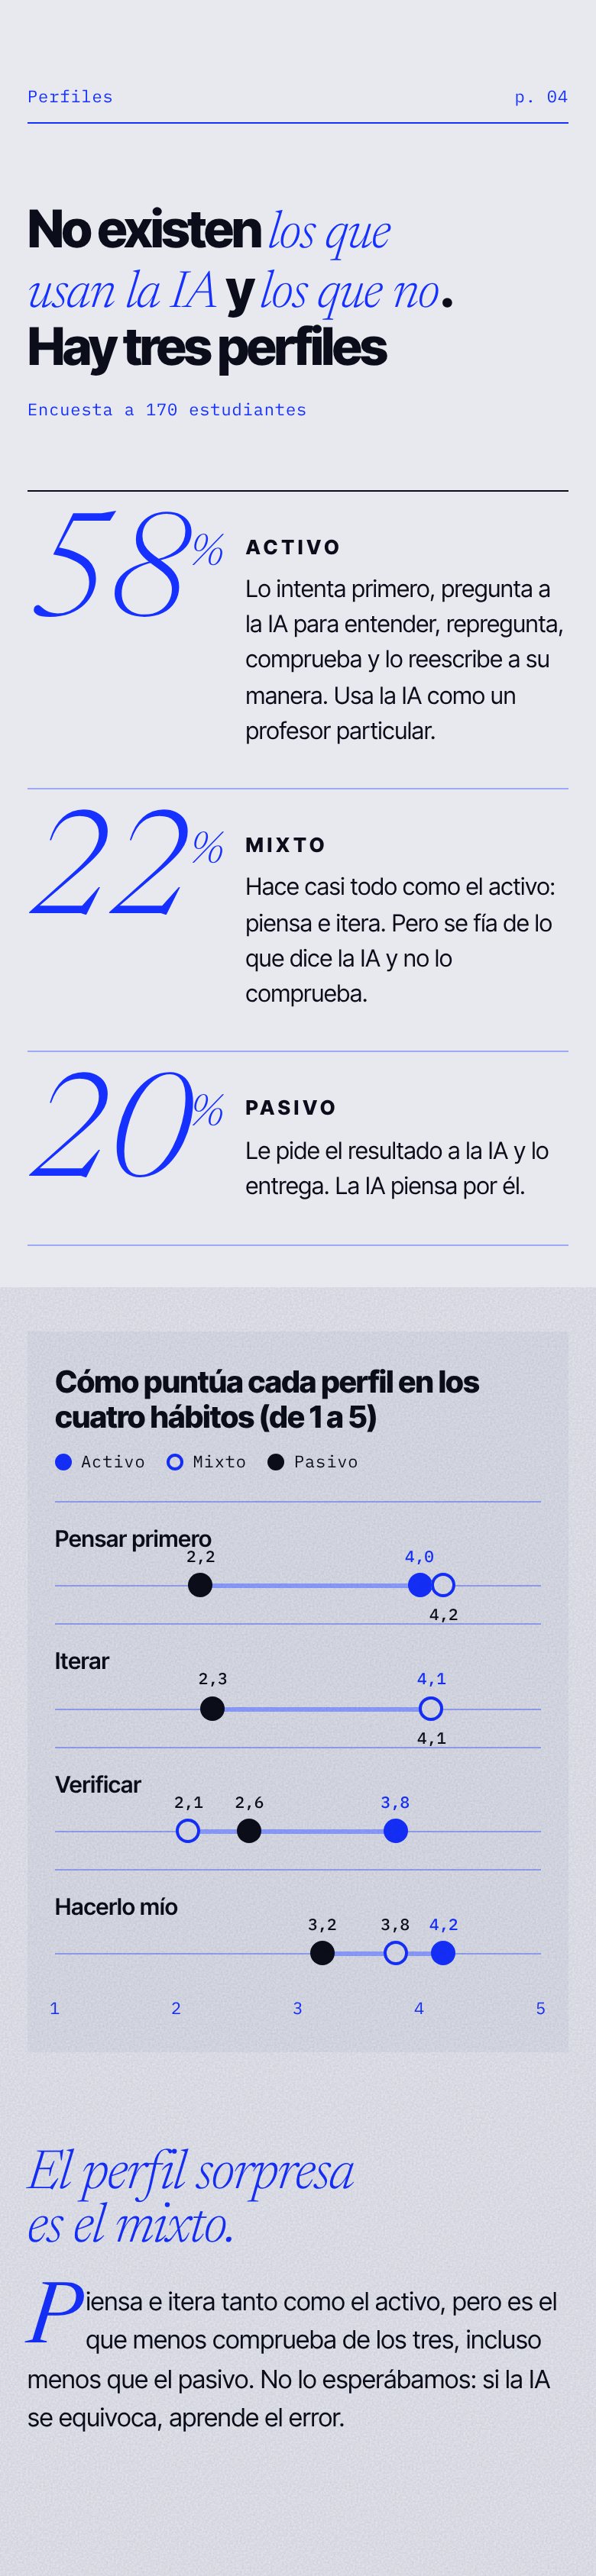 Perfiles p. 04
No existen los que
usan la IA y los que no.
Hay tres perfiles
Encuesta a 170 estudiantes
58%
ACTIVO
Lo intenta primero, pregunta a
la IA para entender, repregunta,
comprueba y lo reescribe a su
manera. Usa la IA como un
profesor particular.
22%
MIXTO
Hace casi todo como el activo:
piensa e itera. Pero se fía de lo
que dice la IA y no lo
comprueba.
20%
PASIVO
Le pide el resultado a la IA y lo
entrega. La IA piensa por él.
Cómo puntúa cada perfil en los
cuatro hábitos (de 1 a 5)
Activo Mixto Pasivo
Pensar primero
2,2 4,0
4,2
Iterar
2,3 4,1
4,1
Verificar
2,1 2,6 3,8
Hacerlo mío
3,2 3,8 4,2
1 2 3 4 5
El perfil sorpresa
es el mixto.
Piensa e itera tanto como el activo, pero es el
que menos comprueba de los tres, incluso
menos que el pasivo. No lo esperábamos: si la IA
se equivoca, aprende el error.